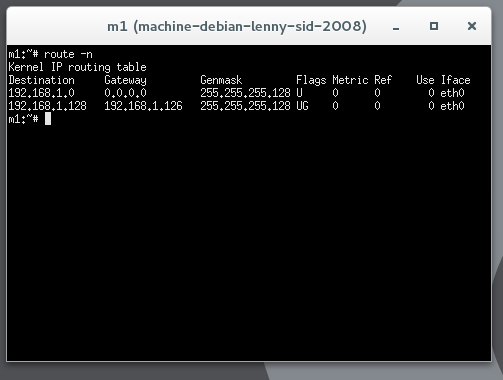 m1 (machine-debian-lenny-sid-2008)
m1:~# route -n
Kernel IP routing table
Destination     Gateway         Genmask         Flags Metric Ref    Use Iface
192.168.1.0     0.0.0.0         255.255.255.128 U     0      0        0 eth0
192.168.1.128   192.168.1.126   255.255.255.128 UG    0      0        0 eth0
m1:~#